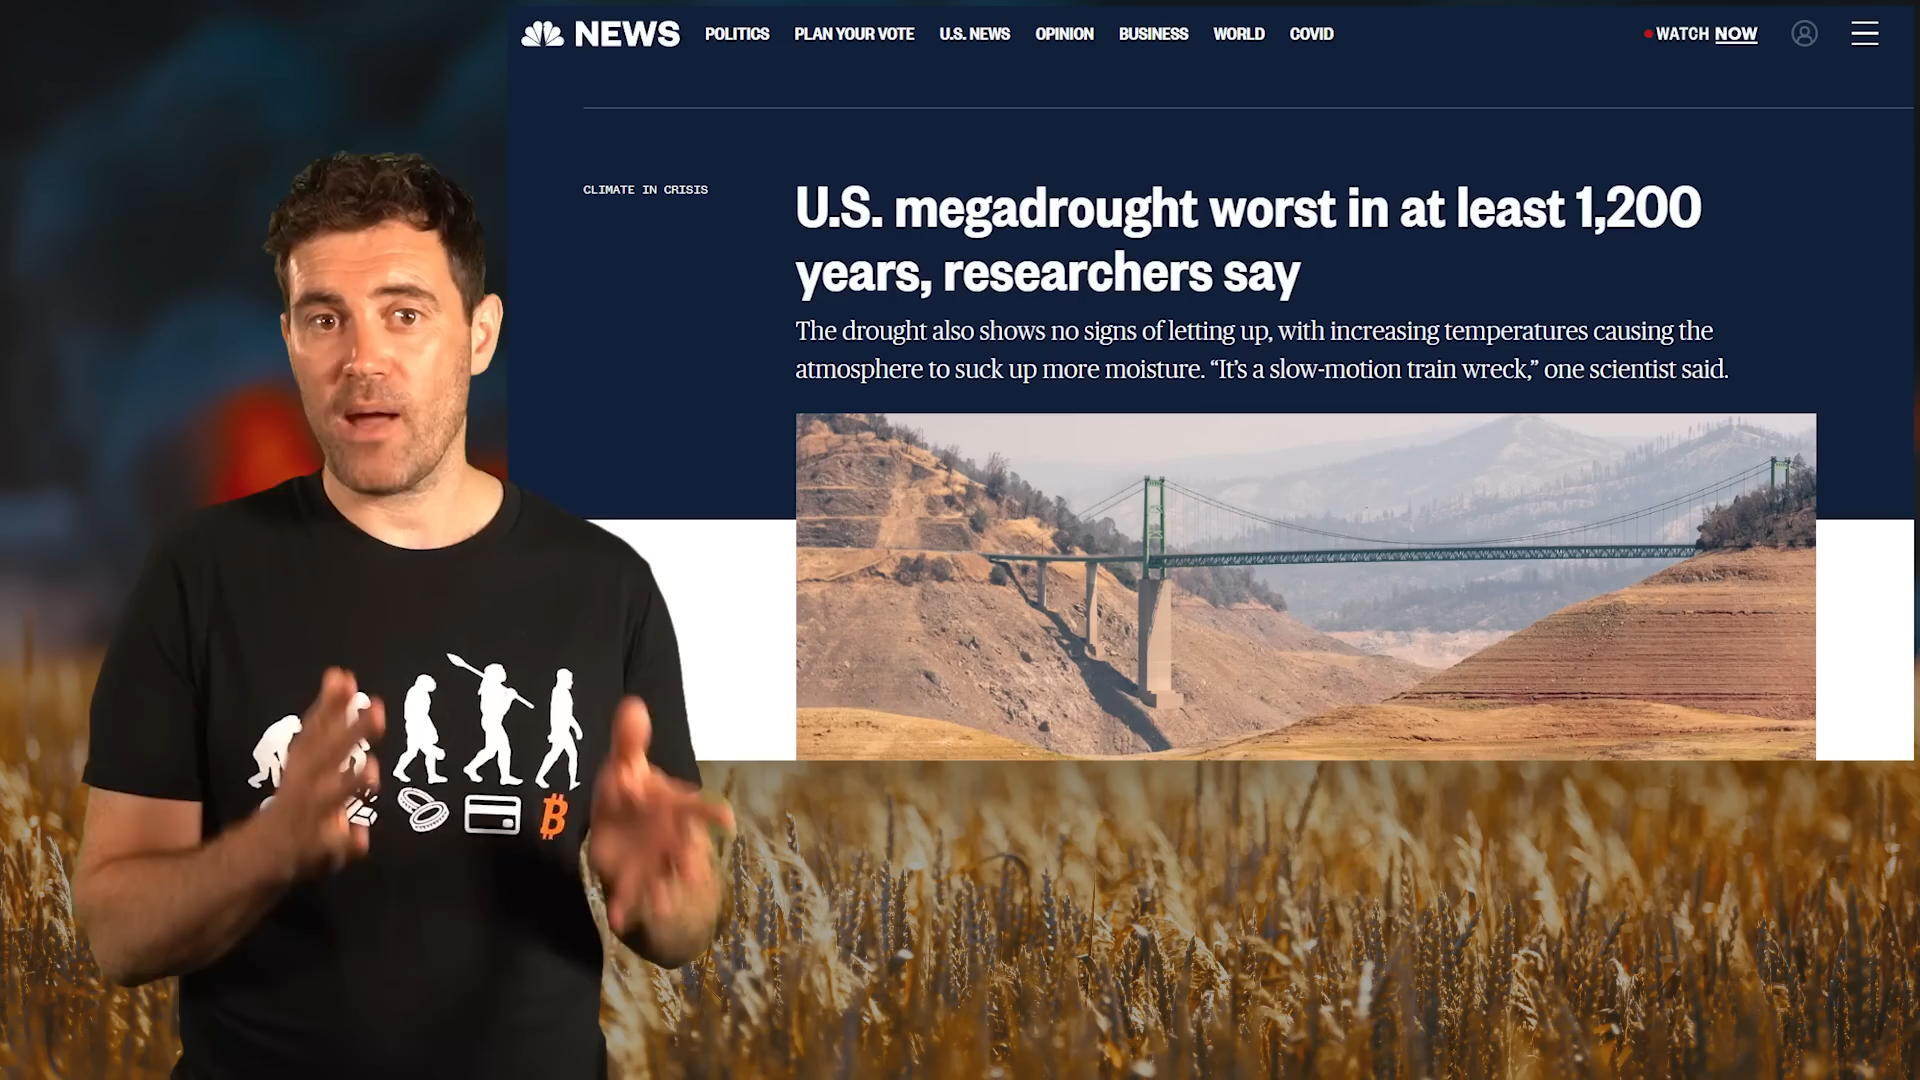 NEWS POLITICS PLAN YOUR VOTE U.S. NEWS OPINION BUSINESS WORLD COVID WATCH NOW
CLIMATE IN CRISIS
U.S. megadrought worst in at least 1,200
years, researchers say
The drought also shows no signs of letting up, with increasing temperatures causing the
atmosphere to suck up more moisture. “It’s a slow-motion train wreck,” one scientist said.